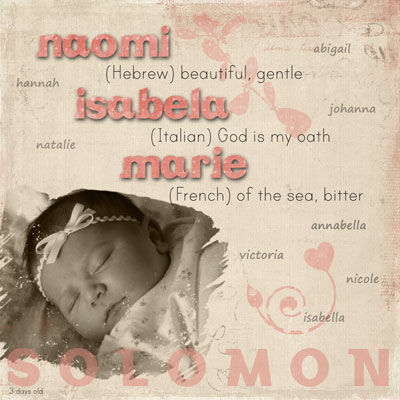 naomi
abigail
(Hebrew) beautiful, gentle
hannah
isabela
johanna
(Italian) God is my oath
natalie
marie
(French) of the sea, bitter
annabella
victoria
nicole
isabella
SOLOMON
3 days old